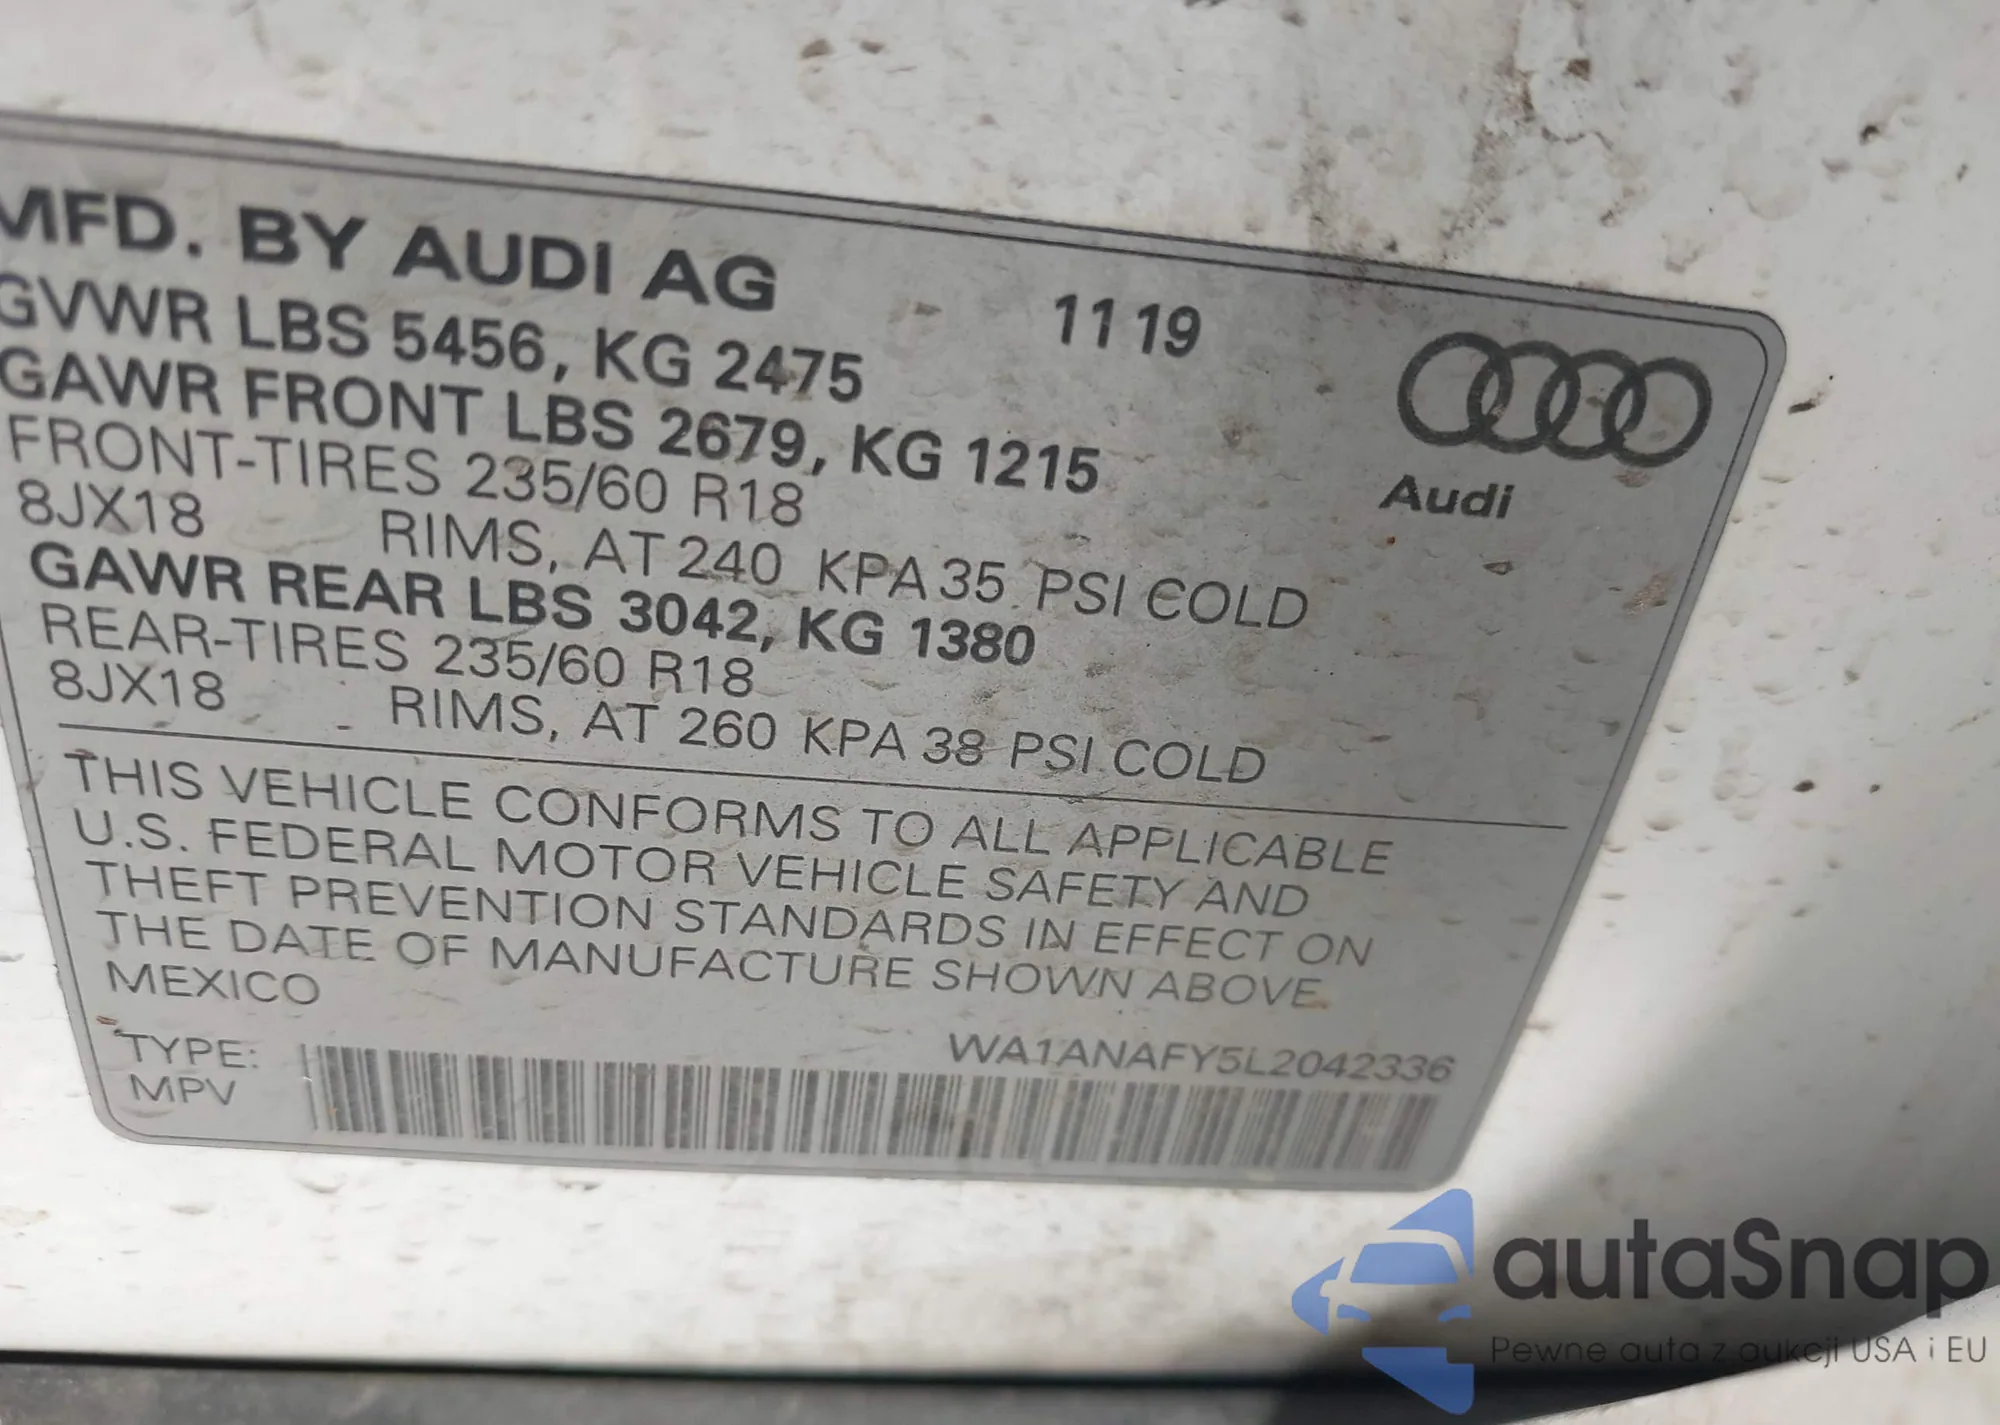 MFD. BY AUDI AG
11 19
GVWR LBS 5456, KG 2475
GAWR FRONT LBS 2679, KG 1215
FRONT-TIRES 235/60 R18
8JX18 RIMS, AT 240 KPA 35 PSI COLD
GAWR REAR LBS 3042, KG 1380
REAR-TIRES 235/60 R18
8JX18 RIMS, AT 260 KPA 38 PSI COLD
Audi
THIS VEHICLE CONFORMS TO ALL APPLICABLE
U.S. FEDERAL MOTOR VEHICLE SAFETY AND
THEFT PREVENTION STANDARDS IN EFFECT ON
THE DATE OF MANUFACTURE SHOWN ABOVE.
MEXICO
TYPE:
MPV
WA1ANAFY5L2042336
autaSnap
Pewne auta z aukcji USA i EU